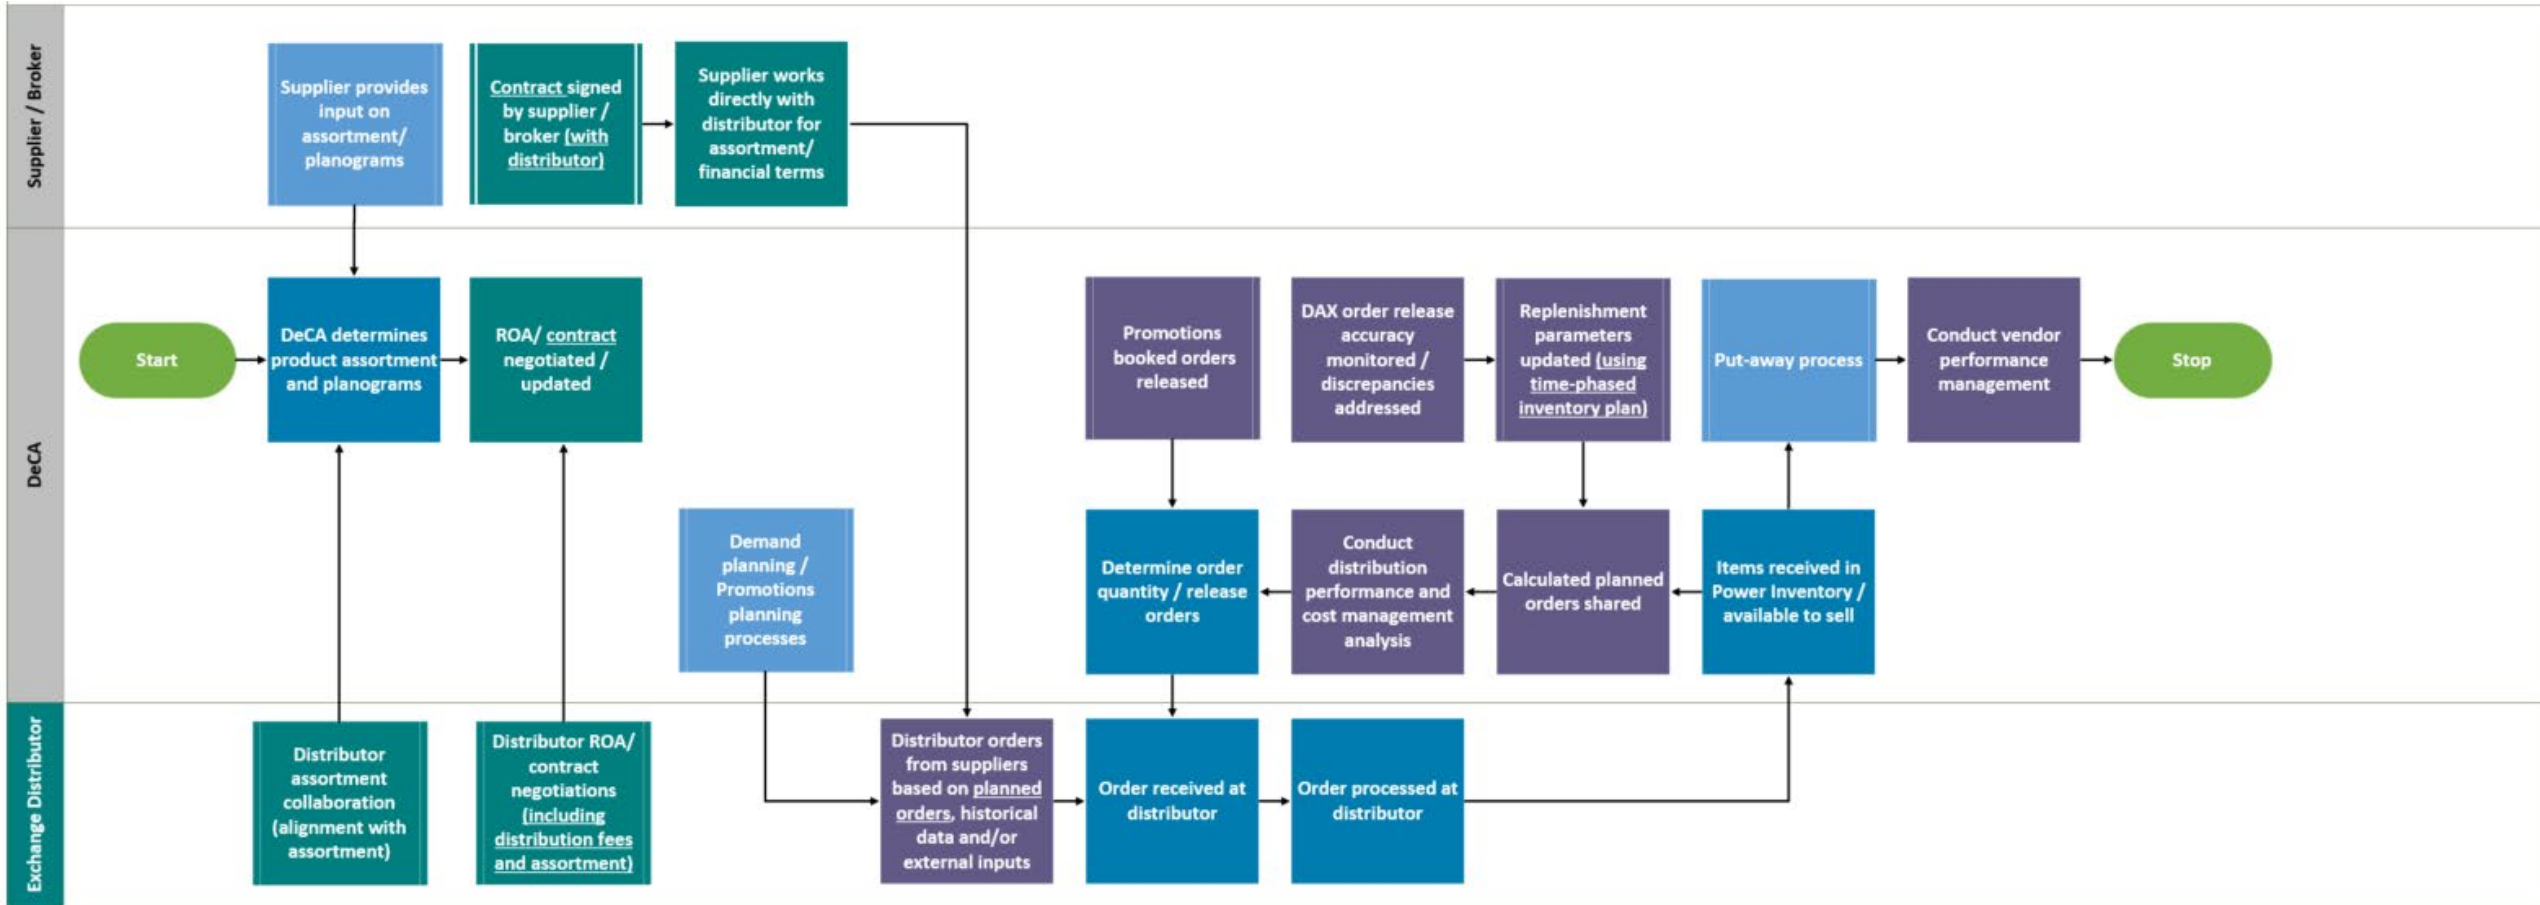 Supplier / Broker
Supplier provides
input on
assortment/
planograms
Contract signed
by supplier /
broker (with
distributor)
Supplier works
directly with
distributor for
assortment/
financial terms
DeCA
Start
DeCA determines
product assortment
and planograms
ROA/ contract
negotiated /
updated
Promotions
booked orders
released
DAX order release
accuracy
monitored /
discrepancies
addressed
Replenishment
parameters
updated (using
time-phased
inventory plan)
Put-away process
Conduct vendor
performance
management
Stop
Demand
planning /
Promotions
planning
processes
Determine order
quantity / release
orders
Conduct
distribution
performance and
cost management
analysis
Calculated planned
orders shared
Items received in
Power Inventory /
available to sell
Exchange Distributor
Distributor
assortment
collaboration
(alignment with
assortment)
Distributor ROA/
contract
negotiations
(including
distribution fees
and assortment)
Distributor orders
from suppliers
based on planned
orders, historical
data and/or
external inputs
Order received at
distributor
Order processed at
distributor